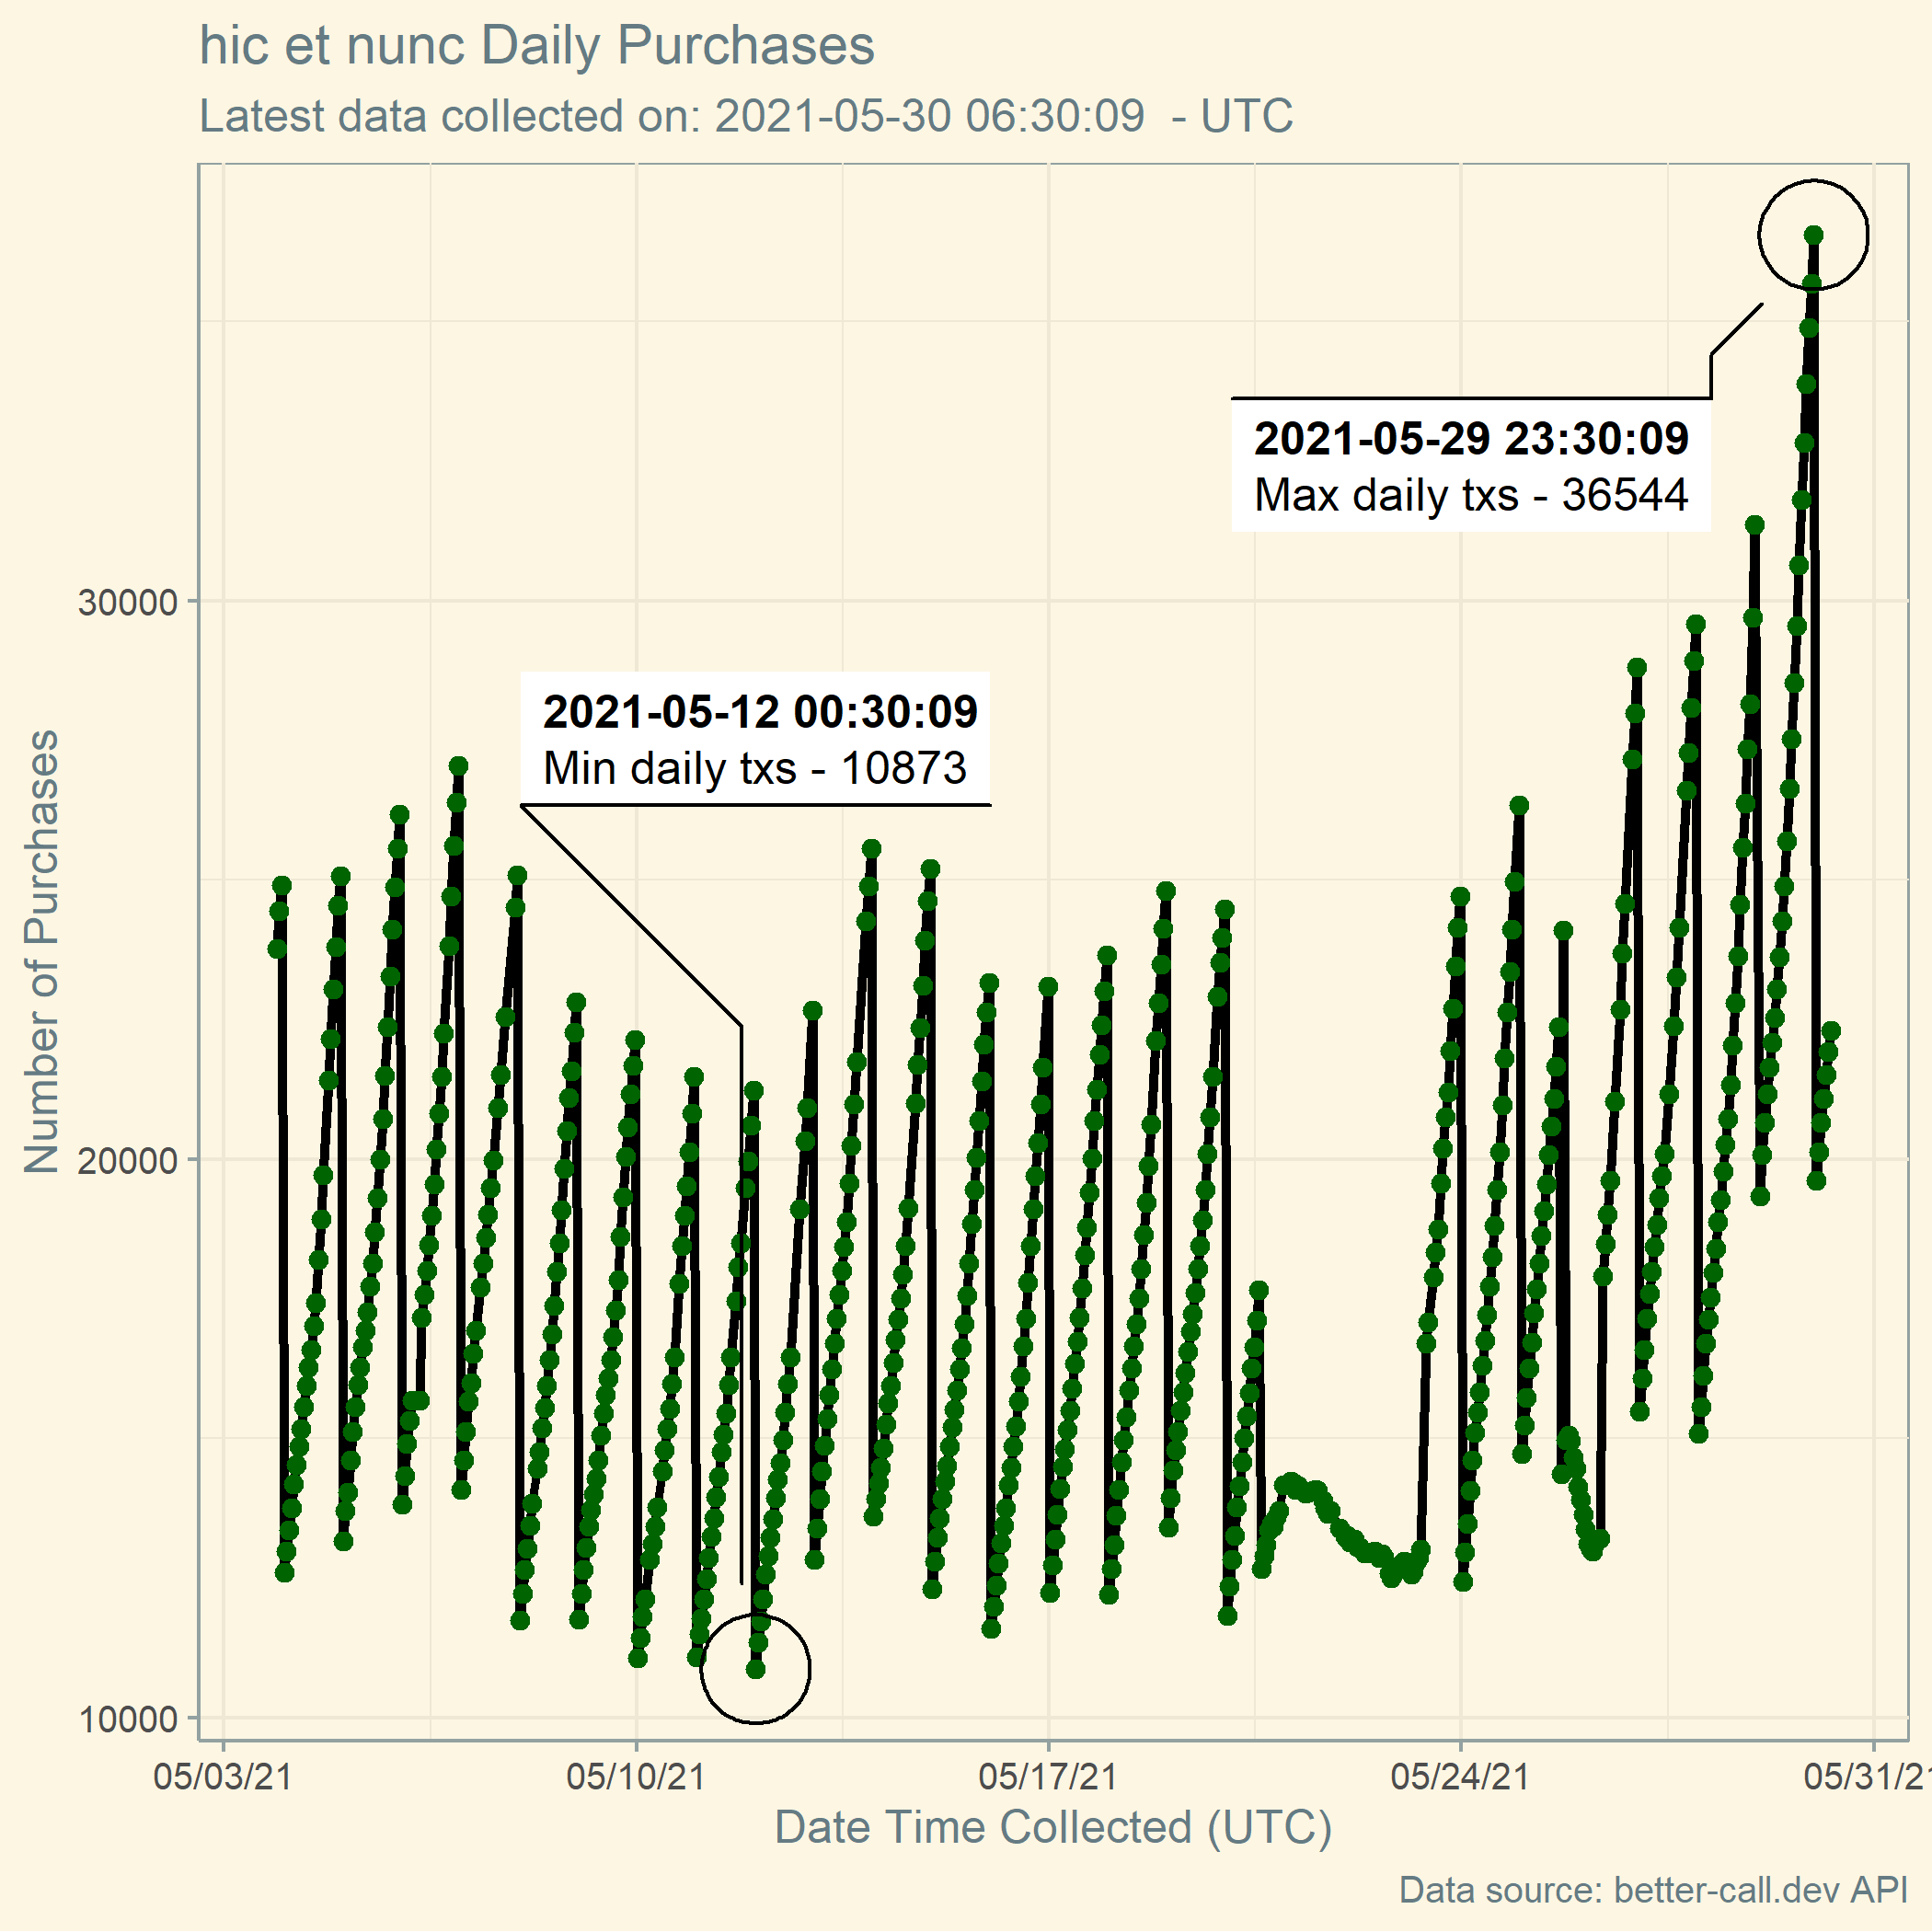 hic et nunc Daily Purchases
Latest data collected on: 2021-05-30 06:30:09 - UTC
2021-05-29 23:30:09
Max daily txs - 36544
2021-05-12 00:30:09
Min daily txs - 10873
Number of Purchases
30000
20000
10000
05/03/21
05/10/21
05/17/21
05/24/21
05/31/21
Date Time Collected (UTC)
Data source: better-call.dev API